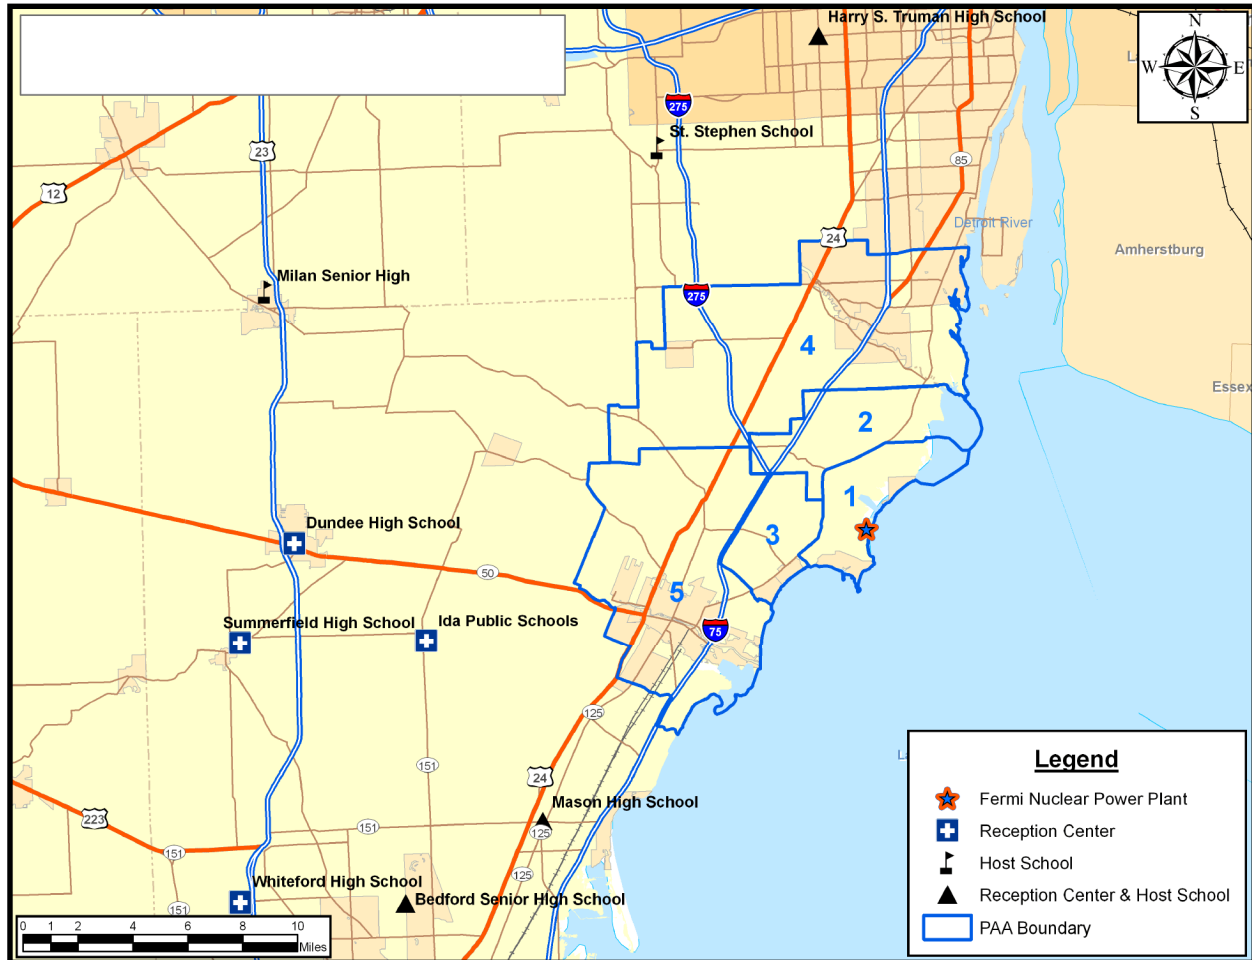 Harry S. Truman High School
N
W
E
S
275
St. Stephen School
23
85
12
Detroit River
24
Amherstburg
Milan Senior High
275
4
Essex
2
1
Dundee High School
3
50
5
Summerfield High School
Ida Public Schools
75
125
151
24
Legend
Fermi Nuclear Power Plant
Mason High School
223
151
125
Reception Center
151
Host School
125
Whiteford High School
Bedford Senior High School
Reception Center & Host School
151
PAA Boundary
0 1 2 4 6 8 10
Miles